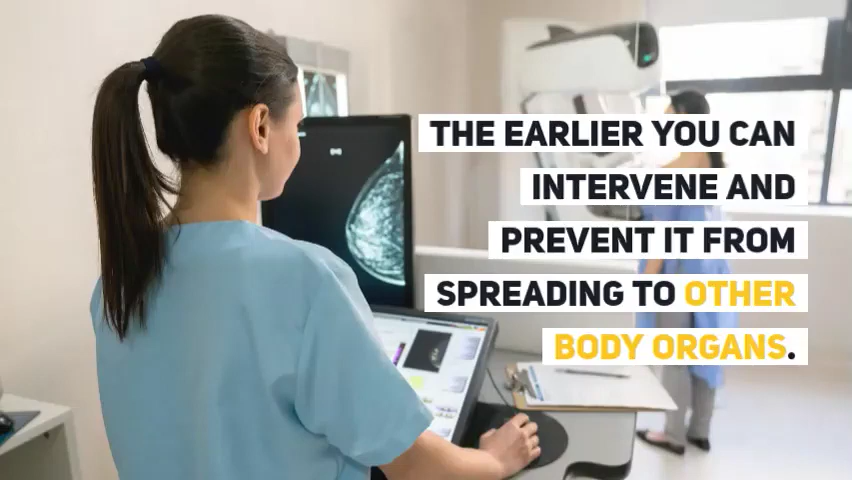 THE EARLIER YOU CAN
INTERVENE AND
PREVENT IT FROM
SPREADING TO OTHER
BODY ORGANS.